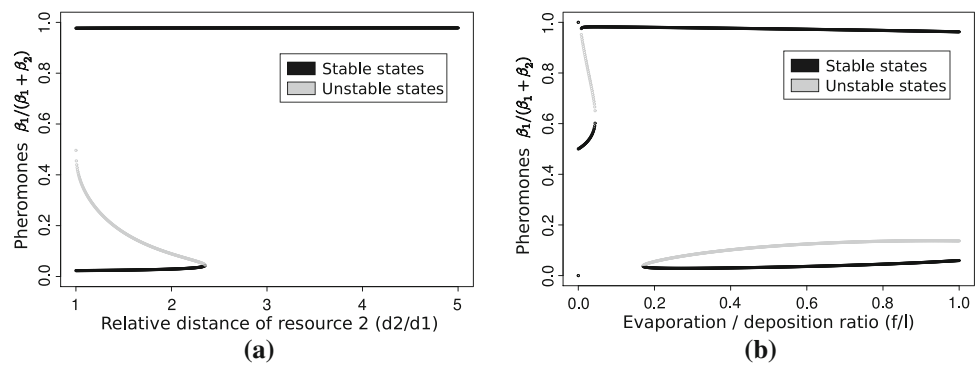 Pheromones β1/(β1 + β2)
1.0
0.8
0.6
0.4
0.2
0.0
Stable states
Unstable states
1
2
3
4
5
Relative distance of resource 2 (d2/d1)
(a)
Pheromones β1/(β1 + β2)
1.0
0.8
0.6
0.4
0.2
0.0
Stable states
Unstable states
0.0
0.2
0.4
0.6
0.8
1.0
Evaporation / deposition ratio (f/l)
(b)